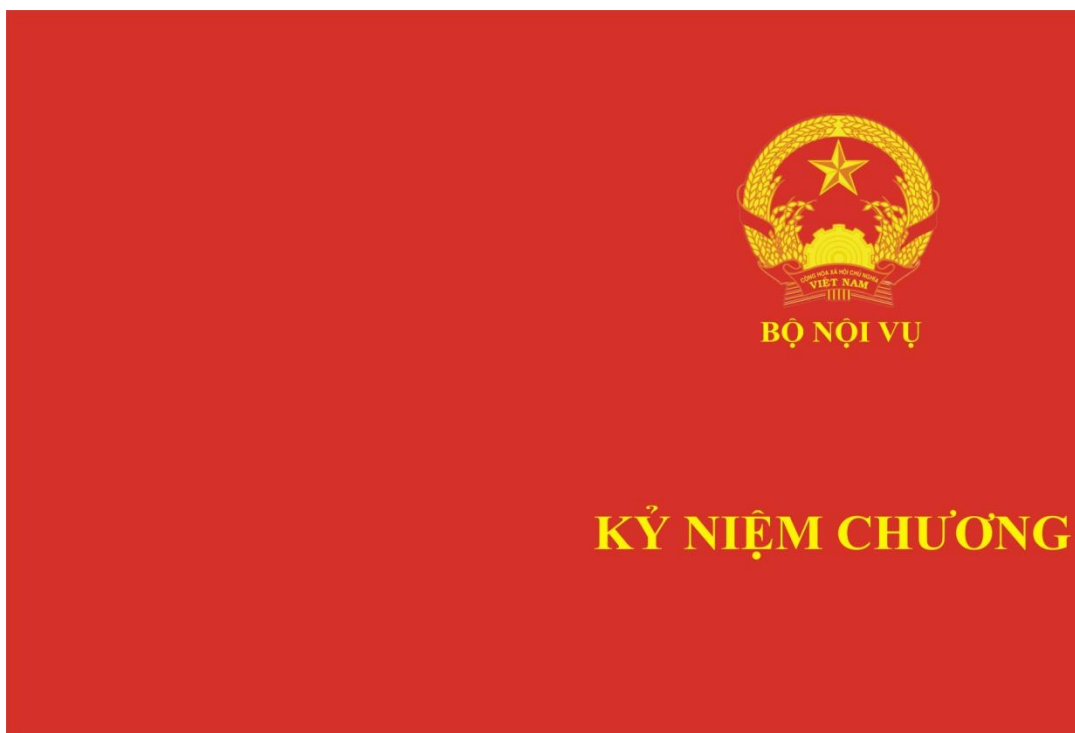 CỘNG HÒA XÃ HỘI CHỦ NGHĨA
VIỆT NAM
BỘ NỘI VỤ
KỶ NIỆM CHƯƠNG